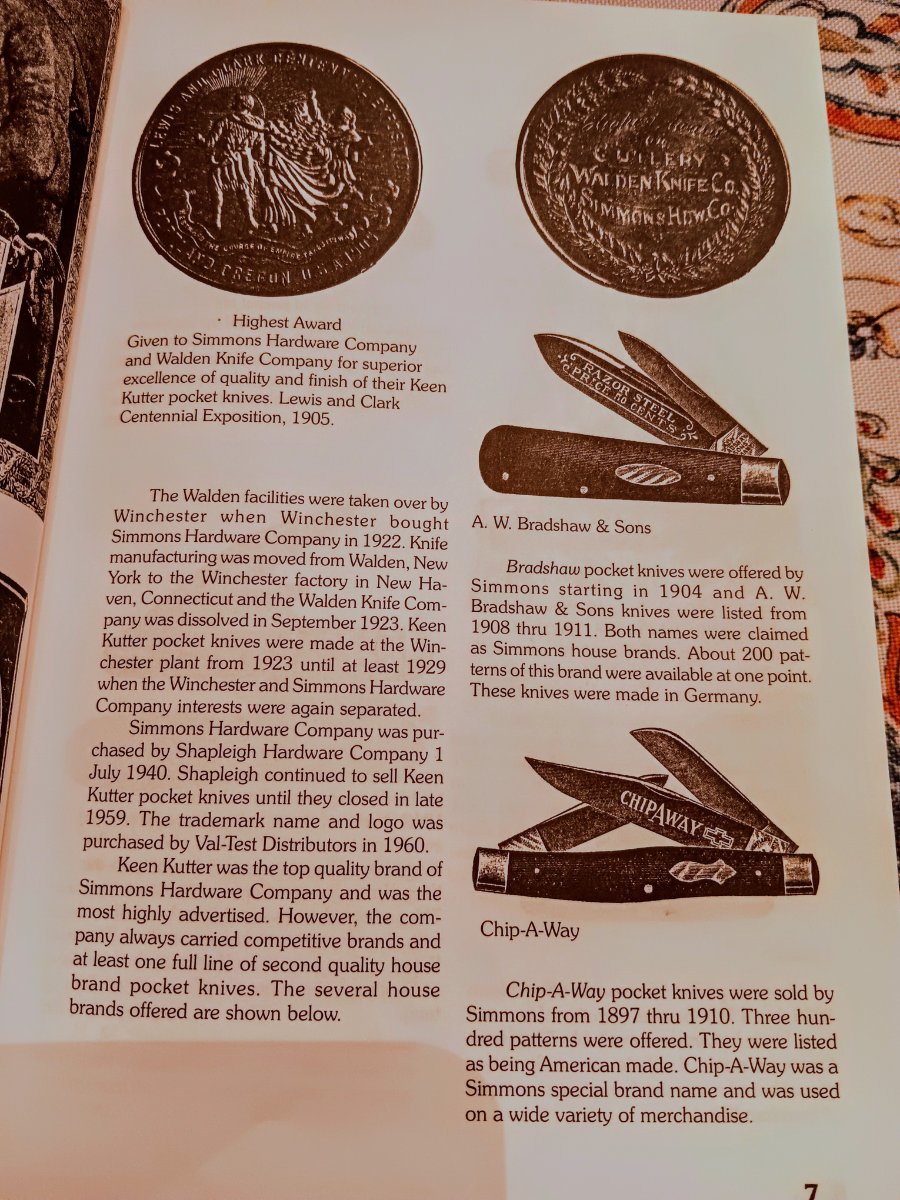 LEWIS AND CLARK CENTENNIAL EXPOSITION
THE COURSE OF EMPIRE
OREGON U.S.A.
CUTLERY
WALDEN KNIFE CO.
SIMMONS HDW. CO.
Highest Award
Given to Simmons Hardware Company
and Walden Knife Company for superior
excellence of quality and finish of their Keen
Kutter pocket knives. Lewis and Clark
Centennial Exposition, 1905.
The Walden facilities were taken over by
Winchester when Winchester bought
Simmons Hardware Company in 1922. Knife
manufacturing was moved from Walden, New
York to the Winchester factory in New Ha-
ven, Connecticut and the Walden Knife Com-
pany was dissolved in September 1923. Keen
Kutter pocket knives were made at the Win-
chester plant from 1923 until at least 1929
when the Winchester and Simmons Hardware
Company interests were again separated.
Simmons Hardware Company was pur-
chased by Shapleigh Hardware Company 1
July 1940. Shapleigh continued to sell Keen
Kutter pocket knives until they closed in late
1959. The trademark name and logo was
purchased by Val-Test Distributors in 1960.
Keen Kutter was the top quality brand of
Simmons Hardware Company and was the
most highly advertised. However, the com-
pany always carried competitive brands and
at least one full line of second quality house
brand pocket knives. The several house
brands offered are shown below.
RAZOR STEEL
PRICE 50 CENTS
A. W. Bradshaw & Sons
Bradshaw pocket knives were offered by
Simmons starting in 1904 and A. W.
Bradshaw & Sons knives were listed from
1908 thru 1911. Both names were claimed
as Simmons house brands. About 200 pat-
terns of this brand were available at one point.
These knives were made in Germany.
CHIPAWAY
Chip-A-Way
Chip-A-Way pocket knives were sold by
Simmons from 1897 thru 1910. Three hun-
dred patterns were offered. They were listed
as being American made. Chip-A-Way was a
Simmons special brand name and was used
on a wide variety of merchandise.
7